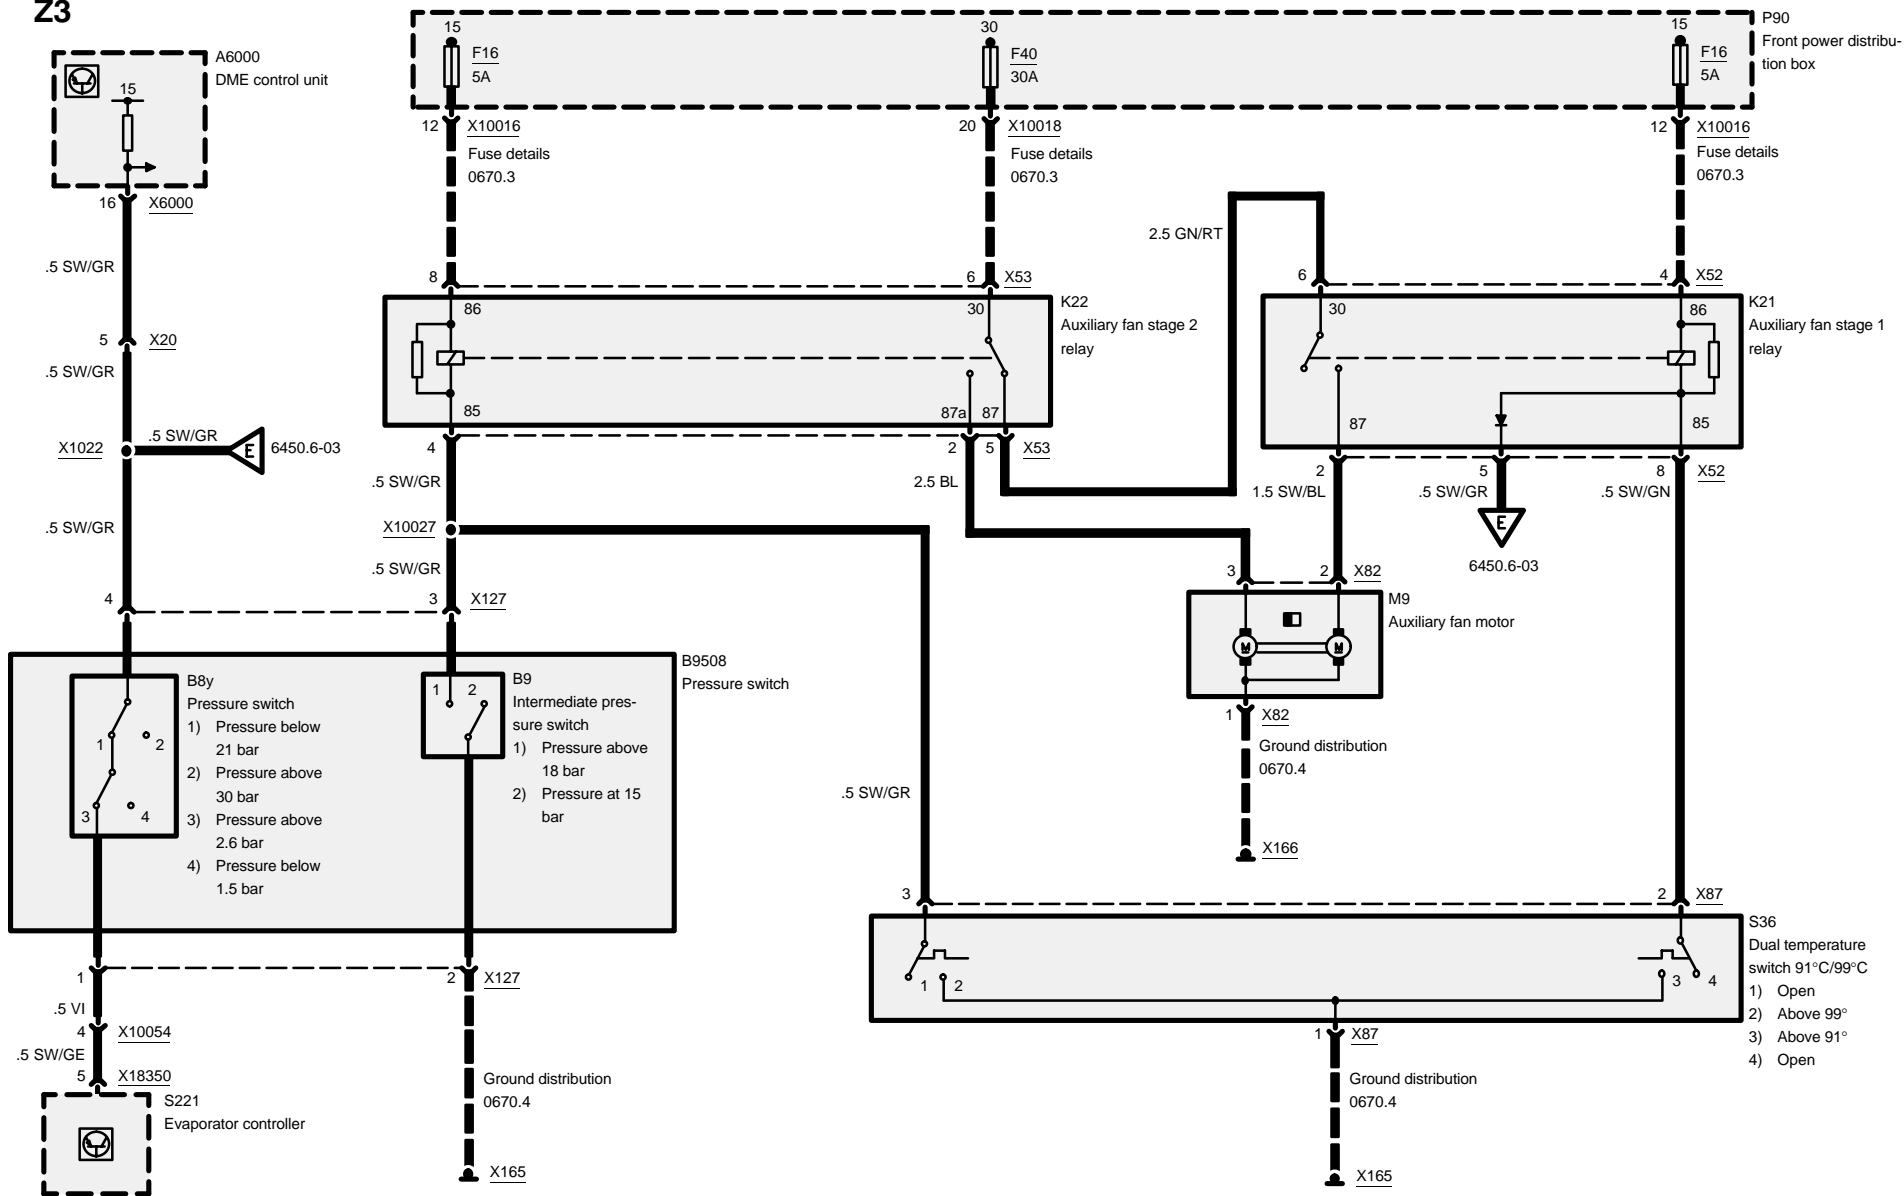 Z3
A6000
DME control unit
15
16
X6000
.5 SW/GR
5
X20
.5 SW/GR
X1022
.5 SW/GR
E
6450.6-03
.5 SW/GR
4
15
F16
5A
30
F40
30A
15
F16
5A
P90
Front power distribu-
tion box
12
X10016
Fuse details
0670.3
20
X10018
Fuse details
0670.3
12
X10016
Fuse details
0670.3
2.5 GN/RT
8
6
X53
6
4
X52
86
30
K22
Auxiliary fan stage 2
relay
85
87a
87
30
86
K21
Auxiliary fan stage 1
relay
87
85
4
2
5
X53
2
5
8
X52
.5 SW/GR
2.5 BL
1.5 SW/BL
.5 SW/GR
.5 SW/GN
E
6450.6-03
X10027
.5 SW/GR
3
X127
3
2
X82
M9
Auxiliary fan motor
M
M
1
X82
Ground distribution
0670.4
X166
B9508
Pressure switch
B8y
Pressure switch
1) Pressure below
21 bar
2) Pressure above
30 bar
3) Pressure above
2.6 bar
4) Pressure below
1.5 bar
1
2
3
4
B9
Intermediate pres-
sure switch
1) Pressure above
18 bar
2) Pressure at 15
bar
1 2
.5 SW/GR
3
2
X87
S36
Dual temperature
switch 91°C/99°C
1) Open
2) Above 99°
3) Above 91°
4) Open
1 2
3 4
1
X87
Ground distribution
0670.4
X165
1
2
X127
.5 VI
4
X10054
.5 SW/GE
5
X18350
S221
Evaporator controller
Ground distribution
0670.4
X165